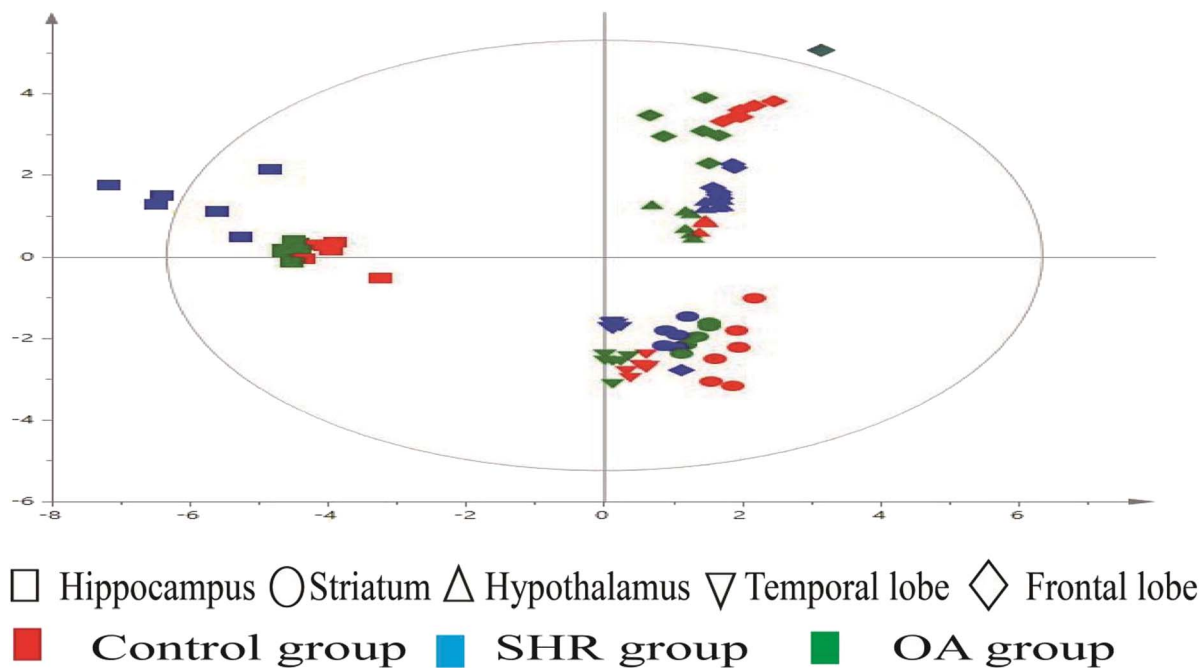 4
2
0
-2
-4
-6
-8 -6 -4 -2 0 2 4 6
Hippocampus Striatum Hypothalamus Temporal lobe Frontal lobe
Control group SHR group OA group